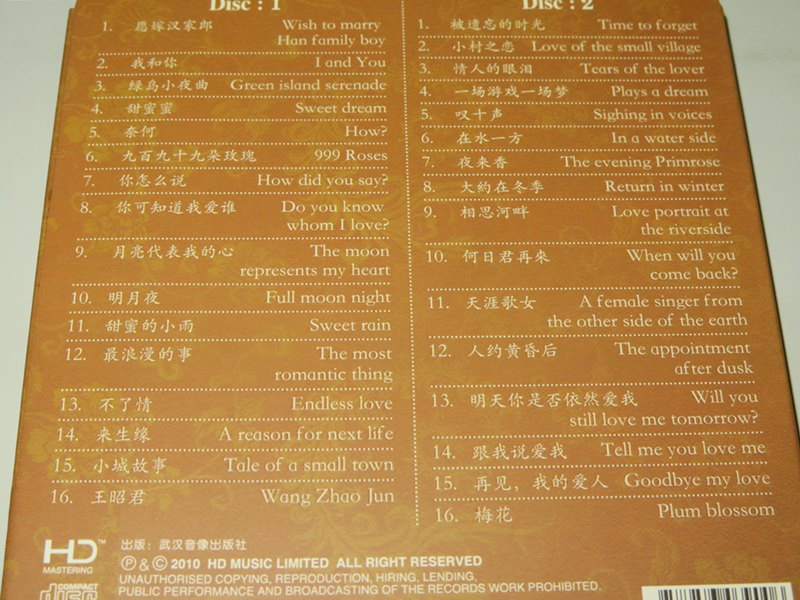 Disc : 1
1. 愿嫁汉家郎 Wish to marry
Han family boy
2. 我和你 I and You
3. 绿岛小夜曲 Green island serenade
4. 甜蜜蜜 Sweet dream
5. 奈何 How?
6. 九百九十九朵玫瑰 999 Roses
7. 你怎么说 How did you say?
8. 你可知道我爱谁 Do you know
whom I love?
9. 月亮代表我的心 The moon
represents my heart
10. 明月夜 Full moon night
11. 甜蜜的小雨 Sweet rain
12. 最浪漫的事 The most
romantic thing
13. 不了情 Endless love
14. 来生缘 A reason for next life
15. 小城故事 Tale of a small town
16. 王昭君 Wang Zhao Jun
Disc : 2
1. 被遗忘的时光 Time to forget
2. 小村之恋 Love of the small village
3. 情人的眼泪 Tears of the lover
4. 一场游戏一场梦 Plays a dream
5. 叹十声 Sighing in voices
6. 在水一方 In a water side
7. 夜来香 The evening Primrose
8. 大约在冬季 Return in winter
9. 相思河畔 Love portrait at
the riverside
10. 何日君再來 When will you
come back?
11. 天涯歌女 A female singer from
the other side of the earth
12. 人约黄昏后 The appointment
after dusk
13. 明天你是否依然爱我 Will you
still love me tomorrow?
14. 跟我说爱我 Tell me you love me
15. 再见，我的爱人 Goodbye my love
16. 梅花 Plum blossom
HD™
MASTERING
COMPACT
disc
出版：武汉音像出版社
℗ & © 2010 HD MUSIC LIMITED ALL RIGHT RESERVED
UNAUTHORISED COPYING, REPRODUCTION, HIRING, LENDING,
PUBLIC PERFORMANCE AND BROADCASTING OF THE RECORDS WORK PROHIBITED.